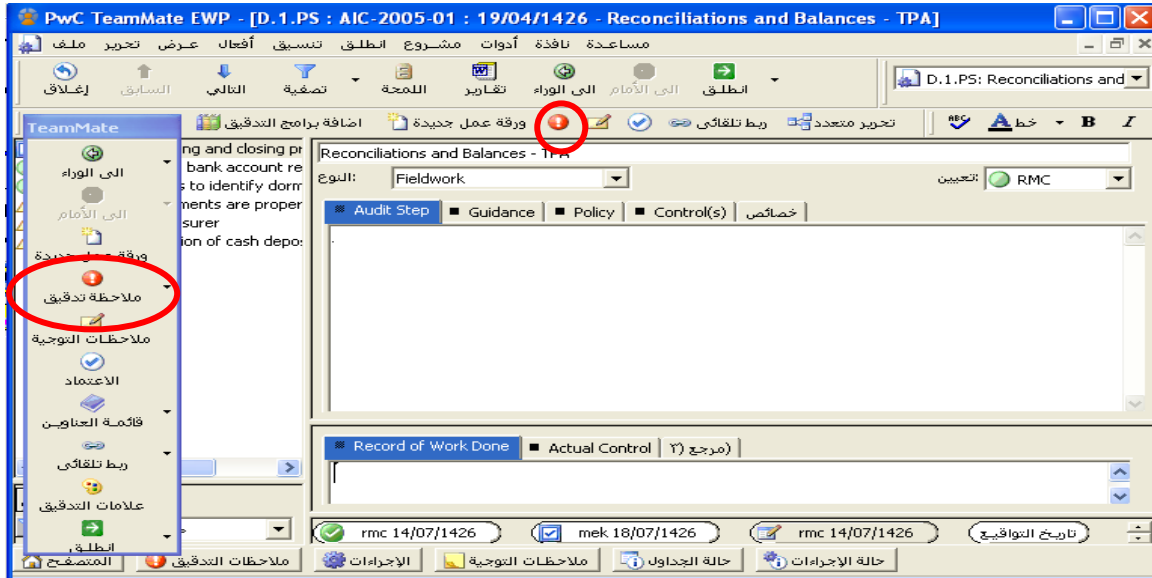 PwC TeamMate EWP - [D.1.PS : AIC-2005-01 : 19/04/1426 - Reconciliations and Balances - TPA]
ملف تحرير عرض أفعال تنسيق انطلق مشروع أدوات نافذة مساعدة
إغلاق السابق التالي تصفية اللمحة تقارير الى الوراء الى الأمام انطلق D.1.PS: Reconciliations and
اضافة برامج التدقيق ورقة عمل جديدة ربط تلقائى تحرير متعدد خط B I
TeamMate
الى الوراء
الى الأمام
ورقة عمل جديدة
ملاحظة تدقيق
ملاحظات التوجية
الاعتماد
قائمة العناوين
ربط تلقائى
علامات التدقيق
انطلق
ng and closing pr
bank account re
to identify dorm
ments are proper
surer
ion of cash depo
Reconciliations and Balances - TPA
النوع: Fieldwork تعيين: RMC
Audit Step Guidance Policy Control(s) خصائص
Record of Work Done Actual Control (مرجع (٢
rmc 14/07/1426 mek 18/07/1426 rmc 14/07/1426 تاريخ التواقيع
المتصفح ملاحظات التدقيق الإجراءات ملاحظات التوجية حالة الجداول حالة الإجراءات